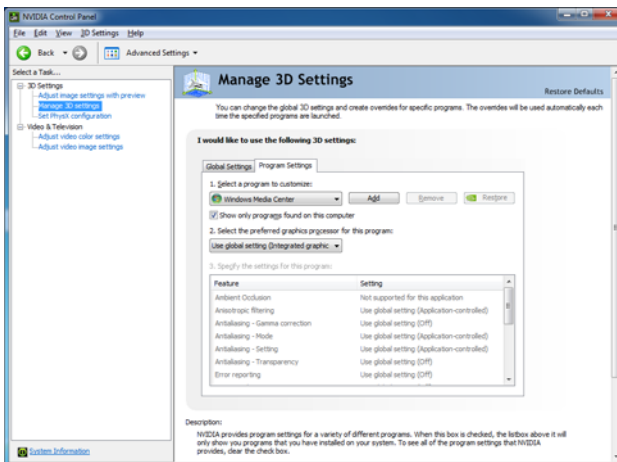 NVIDIA Control Panel
File Edit View 3D Settings Help
Back Advanced Settings
Select a Task...
3D Settings
Adjust image settings with preview
Manage 3D settings
Set PhysX configuration
Video & Television
Adjust video color settings
Adjust video image settings
System Information
Manage 3D Settings
Restore Defaults
You can change the global 3D settings and create overrides for specific programs. The overrides will be used automatically each
time the specified programs are launched.
I would like to use the following 3D settings:
Global Settings Program Settings
1. Select a program to customize:
Windows Media Center Add Remove Restore
Show only programs found on this computer
2. Select the preferred graphics processor for this program:
Use global setting (Integrated graphic
3. Specify the settings for this program:
Feature Setting
Ambient Occlusion Not supported for this application
Anisotropic filtering Use global setting (Application-controlled)
Antialiasing - Gamma correction Use global setting (Off)
Antialiasing - Mode Use global setting (Application-controlled)
Antialiasing - Setting Use global setting (Application-controlled)
Antialiasing - Transparency Use global setting (Off)
Error reporting Use global setting (Off)
Description:
NVIDIA provides program settings for a variety of different programs. When this box is checked, the listbox above it will
only show you programs that you have installed on your system. To see all of the program settings that NVIDIA
provides, clear the check box.